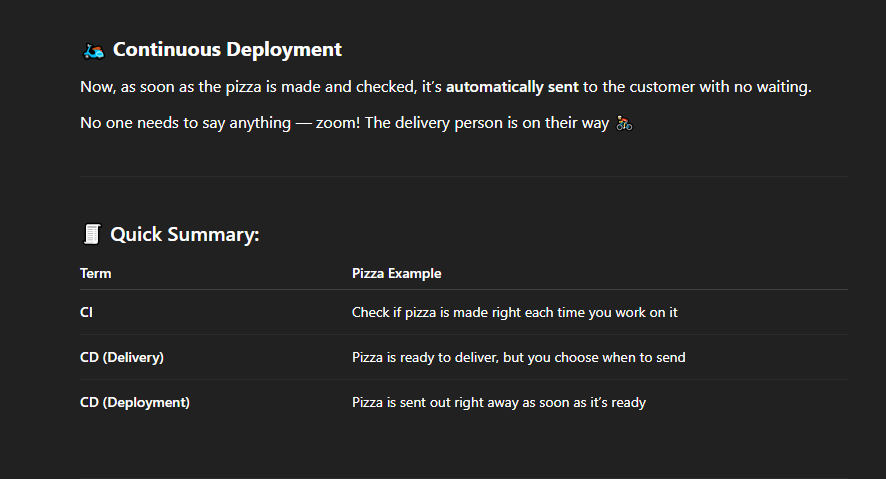 🛵 Continuous Deployment
Now, as soon as the pizza is made and checked, it’s automatically sent to the customer with no waiting.
No one needs to say anything — zoom! The delivery person is on their way 🚴
🧾 Quick Summary:
Term Pizza Example
CI Check if pizza is made right each time you work on it
CD (Delivery) Pizza is ready to deliver, but you choose when to send
CD (Deployment) Pizza is sent out right away as soon as it’s ready